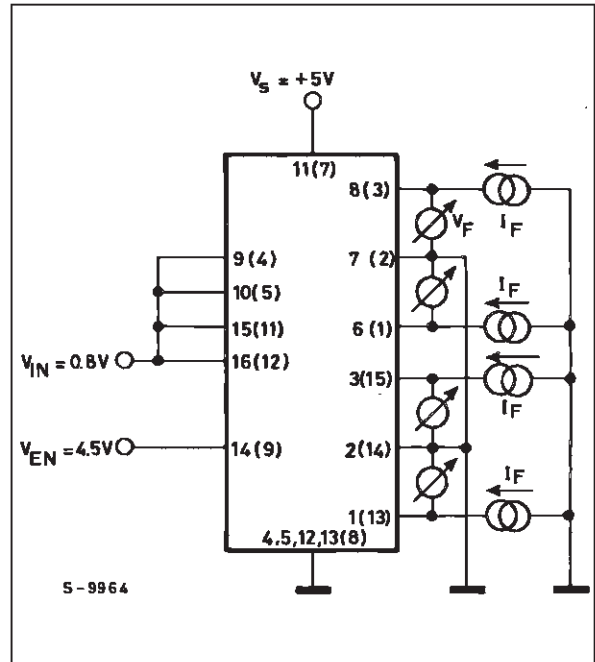 V_S = +5V
11(7)
8(3)
V_F
I_F
9(4)
7(2)
10(5)
I_F
15(11)
6(1)
V_IN = 0.8V
16(12)
3(15)
I_F
V_EN = 4.5V
14(9)
2(14)
I_F
1(13)
4,5,12,13(8)
S-9964